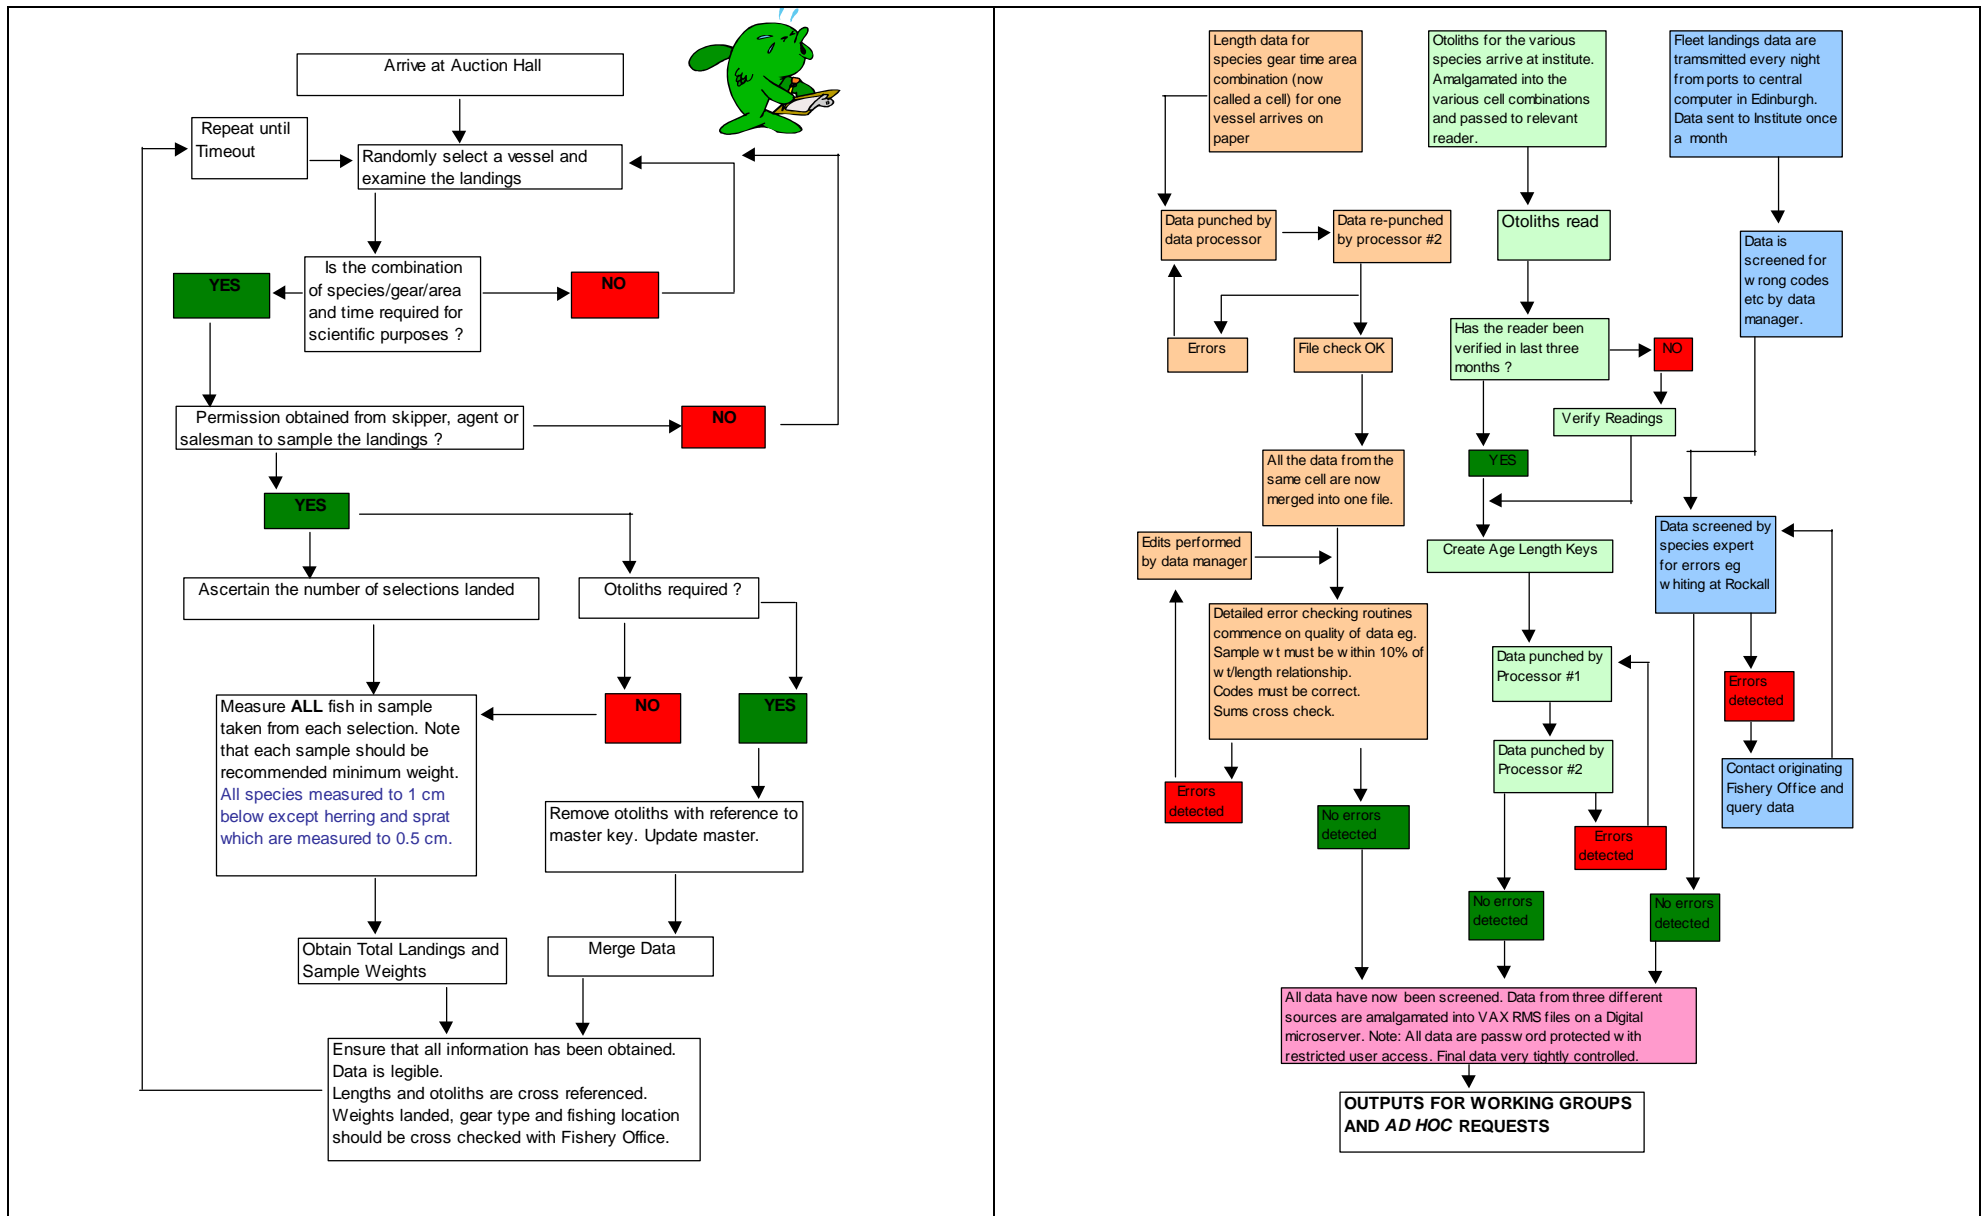 Arrive at Auction Hall
Repeat until
Timeout
Randomly select a vessel and
examine the landings
Is the combination
of species/gear/area
and time required for
scientific purposes ?
YES
NO
Permission obtained from skipper, agent or
salesman to sample the landings ?
NO
YES
Ascertain the number of selections landed
Otoliths required ?
Measure ALL fish in sample
taken from each selection. Note
that each sample should be
recommended minimum weight.
All species measured to 1 cm
below except herring and sprat
which are measured to 0.5 cm.
NO
YES
Remove otoliths with reference to
master key. Update master.
Obtain Total Landings and
Sample Weights
Merge Data
Ensure that all information has been obtained.
Data is legible.
Lengths and otoliths are cross referenced.
Weights landed, gear type and fishing location
should be cross checked with Fishery Office.
Length data for
species gear time area
combination (now
called a cell) for one
vessel arrives on
paper
Data punched by
data processor
Data re-punched
by processor #2
Errors
File check OK
All the data from the
same cell are now
merged into one file.
Edits performed
by data manager
Detailed error checking routines
commence on quality of data eg.
Sample wt must be within 10% of
wt/length relationship.
Codes must be correct.
Sums cross check.
Errors
detected
No errors
detected
Otoliths for the various
species arrive at institute.
Amalgamated into the
various cell combinations
and passed to relevant
reader.
Otoliths read
Has the reader been
verified in last three
months ?
NO
Verify Readings
YES
Create Age Length Keys
Data punched by
Processor #1
Data punched by
Processor #2
Errors
detected
No errors
detected
Fleet landings data are
tramsmitted every night
from ports to central
computer in Edinburgh.
Data sent to Institute once
a month
Data is
screened for
wrong codes
etc by data
manager.
Data screened by
species expert
for errors eg
whiting at Rockall
Errors
detected
Contact originating
Fishery Office and
query data
No errors
detected
All data have now been screened. Data from three different
sources are amalgamated into VAX RMS files on a Digital
microserver. Note: All data are password protected with
restricted user access. Final data very tightly controlled.
OUTPUTS FOR WORKING GROUPS
AND AD HOC REQUESTS